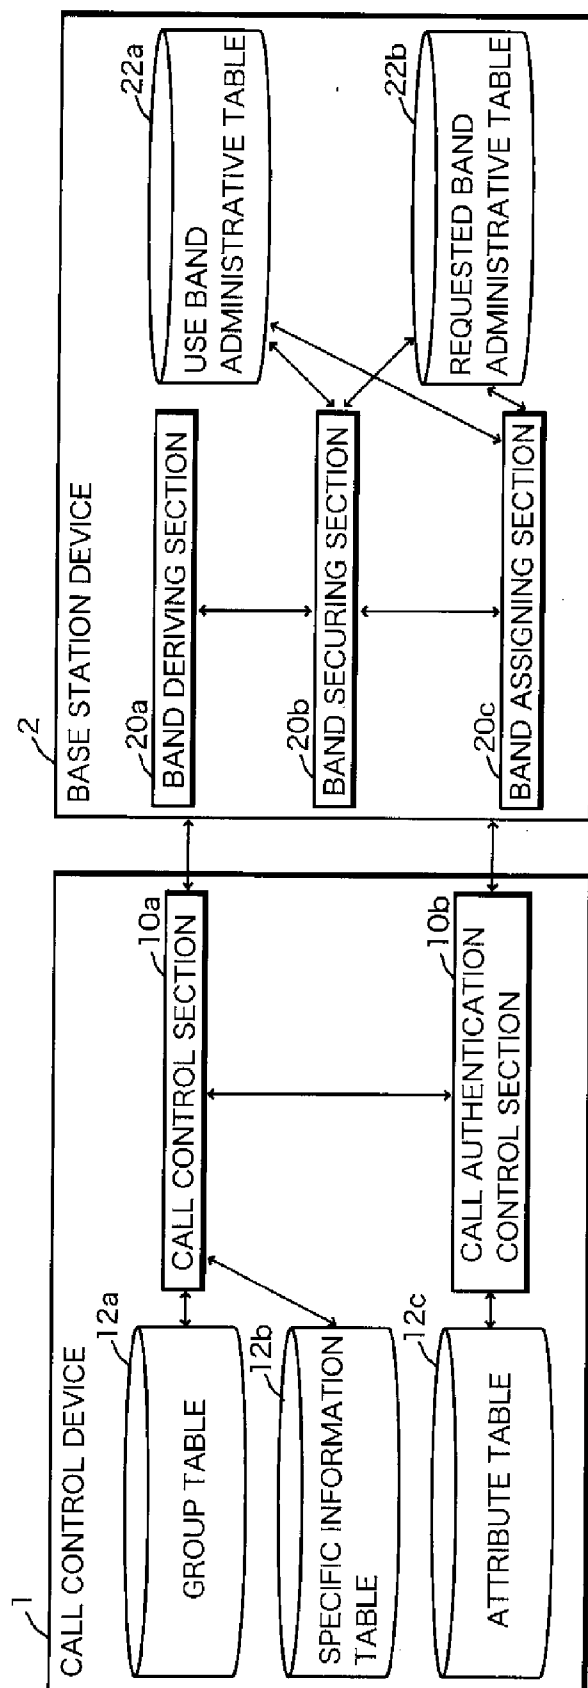 1
CALL CONTROL DEVICE
12a
GROUP TABLE
12b
SPECIFIC INFORMATION
TABLE
12c
ATTRIBUTE TABLE
10a
CALL CONTROL SECTION
10b
CALL AUTHENTICATION
CONTROL SECTION
2
BASE STATION DEVICE
20a
BAND DERIVING SECTION
20b
BAND SECURING SECTION
20c
BAND ASSIGNING SECTION
22a
USE BAND
ADMINISTRATIVE TABLE
22b
REQUESTED BAND
ADMINISTRATIVE TABLE